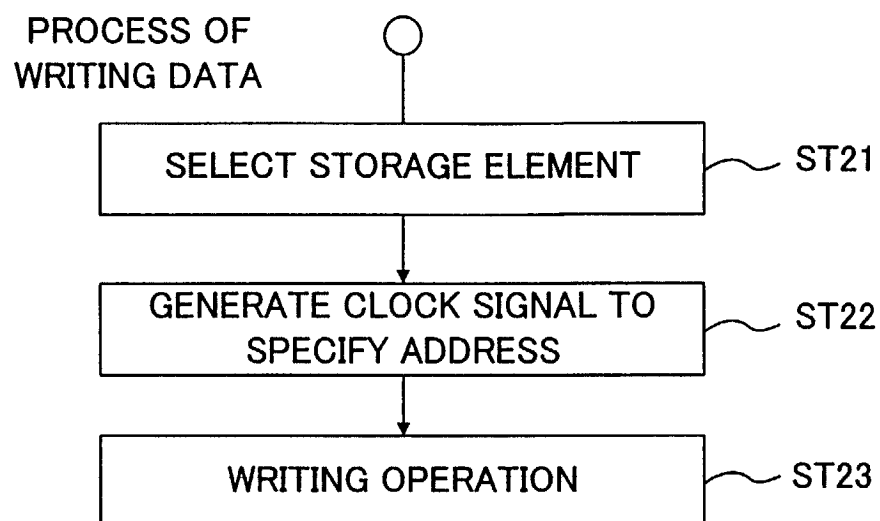 PROCESS OF
WRITING DATA
SELECT STORAGE ELEMENT
ST21
GENERATE CLOCK SIGNAL TO
SPECIFY ADDRESS
ST22
WRITING OPERATION
ST23